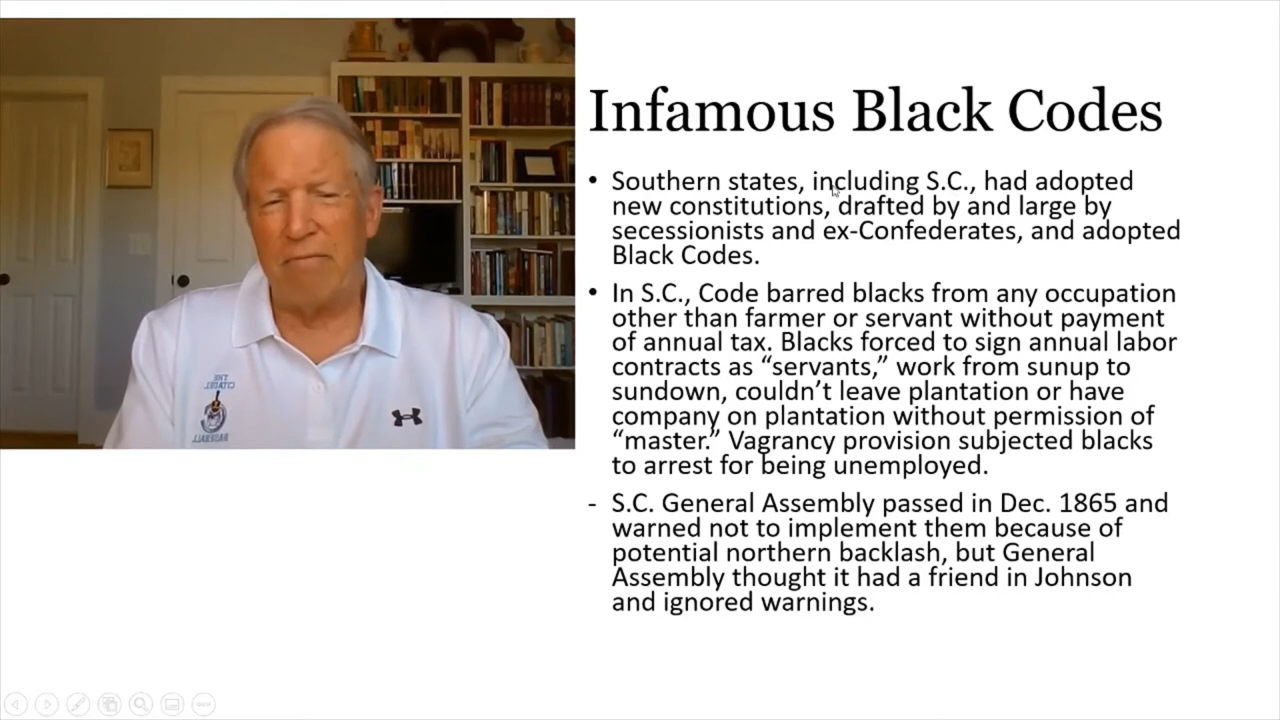 Infamous Black Codes
• Southern states, including S.C., had adopted
new constitutions, drafted by and large by
secessionists and ex-Confederates, and adopted
Black Codes.
• In S.C., Code barred blacks from any occupation
other than farmer or servant without payment
of annual tax. Blacks forced to sign annual labor
contracts as “servants,” work from sunup to
sundown, couldn’t leave plantation or have
company on plantation without permission of
“master.” Vagrancy provision subjected blacks
to arrest for being unemployed.
- S.C. General Assembly passed in Dec. 1865 and
warned not to implement them because of
potential northern backlash, but General
Assembly thought it had a friend in Johnson
and ignored warnings.
THE
CITADEL
BASEBALL